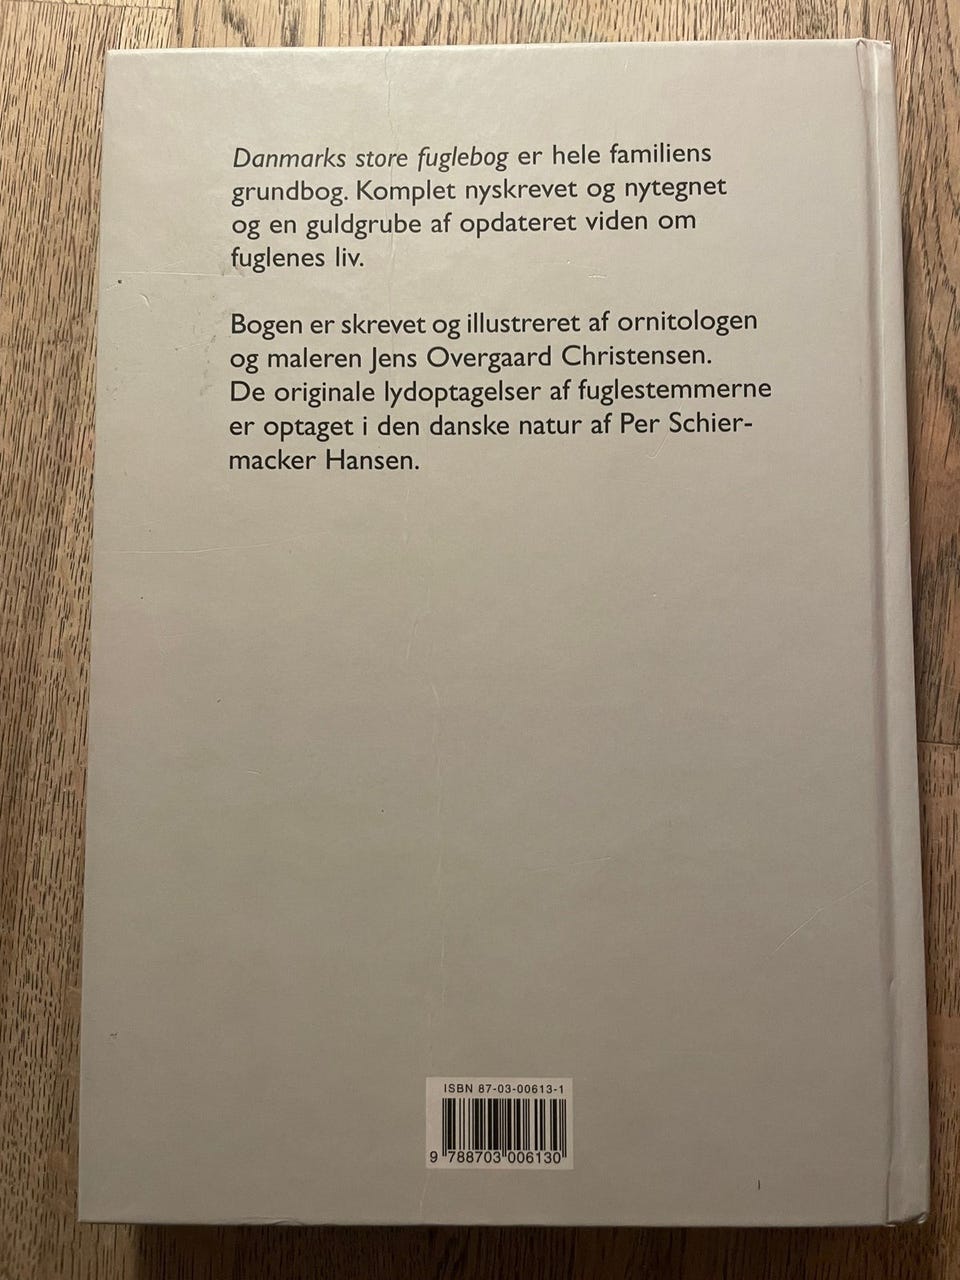 Danmarks store fuglebog er hele familiens
grundbog. Komplet nyskrevet og nytegnet
og en guldgrube af opdateret viden om
fuglenes liv.
Bogen er skrevet og illustreret af ornitologen
og maleren Jens Overgaard Christensen.
De originale lydoptagelser af fuglestemmerne
er optaget i den danske natur af Per Schier-
macker Hansen.
ISBN 87-03-00613-1
9 788703 006130